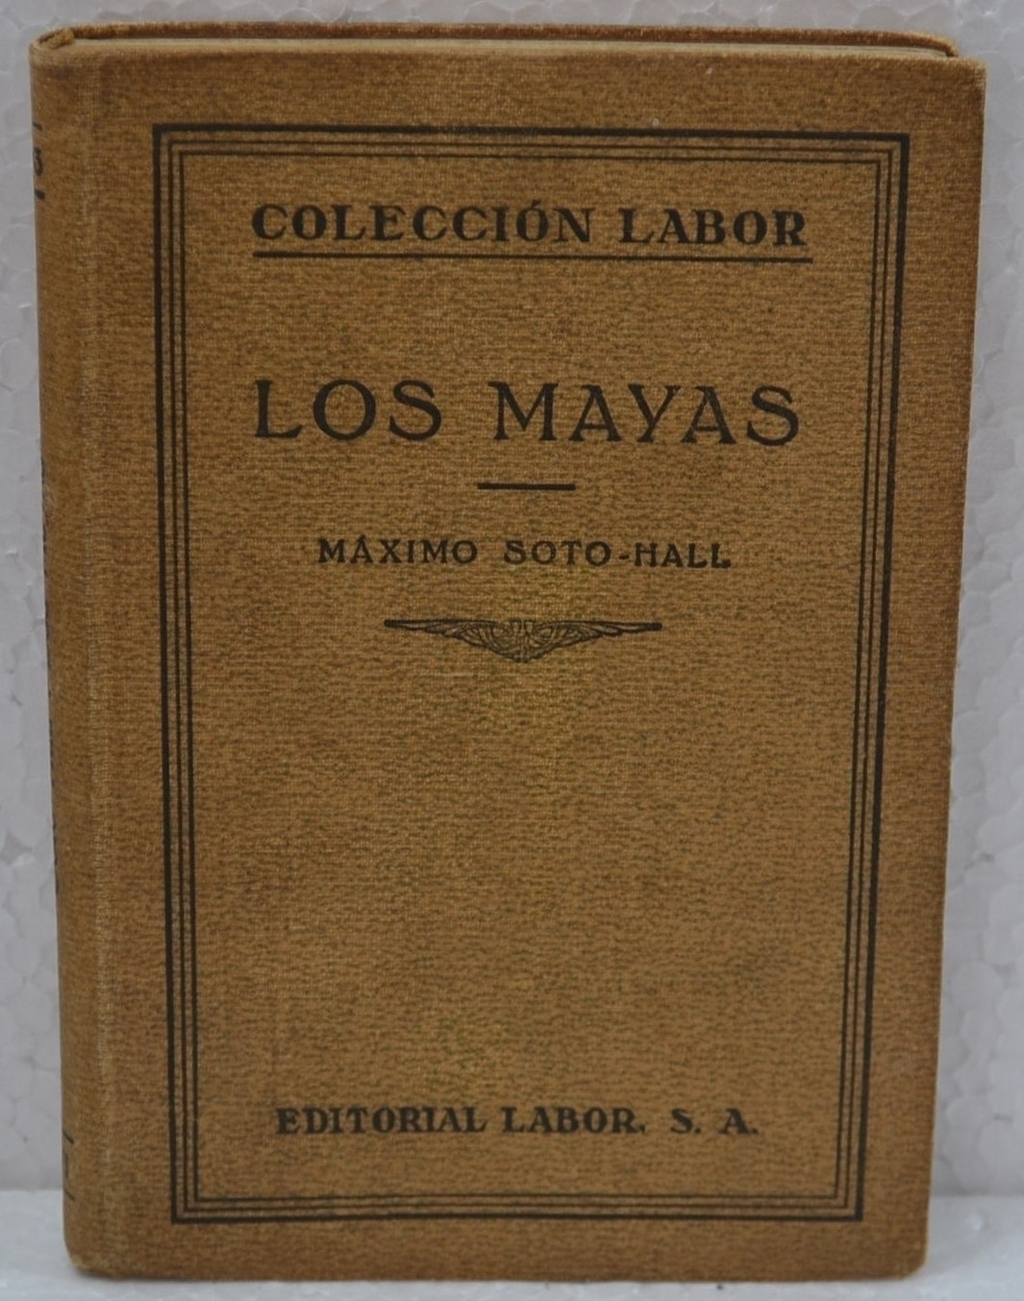 COLECCIÓN LABOR
LOS MAYAS
MÁXIMO SOTO-HALL
EDITORIAL LABOR, S. A.